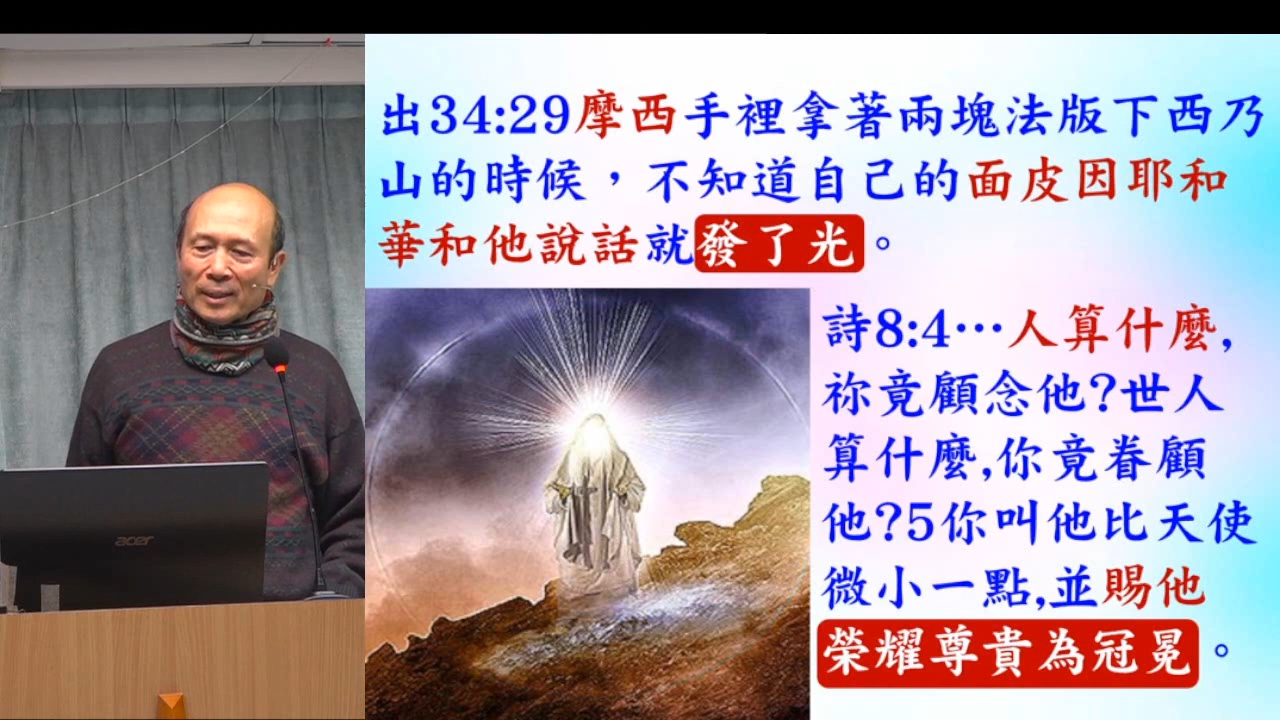 出34:29摩西手裡拿著兩塊法版下西乃
山的時候，不知道自己的面皮因耶和
華和他說話就發了光。
詩8:4…人算什麼,
祢竟顧念他?世人
算什麼,你竟眷顧
他?5你叫他比天使
微小一點,並賜他
榮耀尊貴為冠冕。
acer